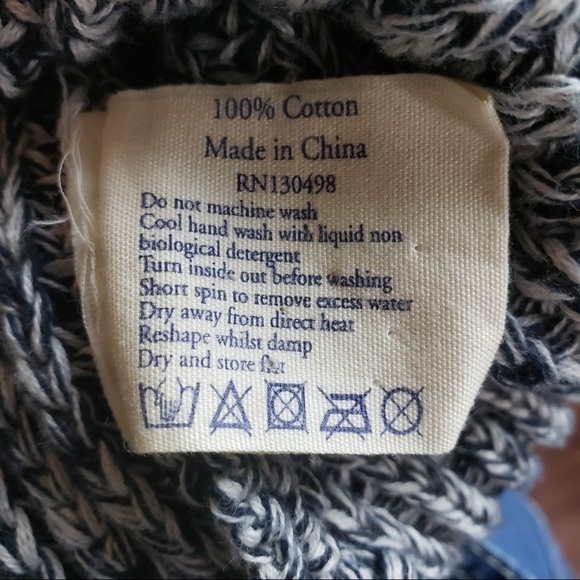 100% Cotton
Made in China
RN130498
Do not machine wash
Cool hand wash with liquid non
biological detergent
Turn inside out before washing
Short spin to remove excess water
Dry away from direct heat
Reshape whilst damp
Dry and store flat